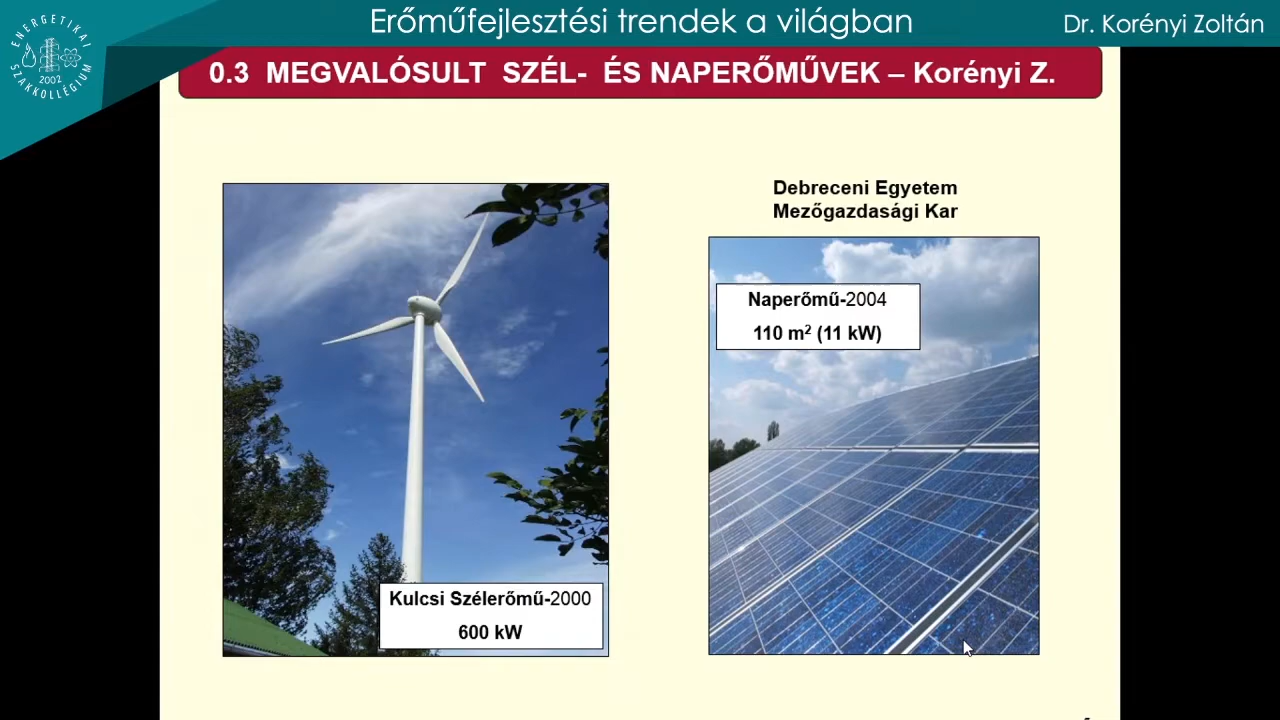 ENERGETIKAI
SZAKKOLLÉGIUM
2002
Erőműfejlesztési trendek a világban
Dr. Korényi Zoltán
0.3 MEGVALÓSULT SZÉL- ÉS NAPERŐMŰVEK – Korényi Z.
Debreceni Egyetem
Mezőgazdasági Kar
Naperőmű-2004
110 m² (11 kW)
Kulcsi Szélerőmű-2000
600 kW